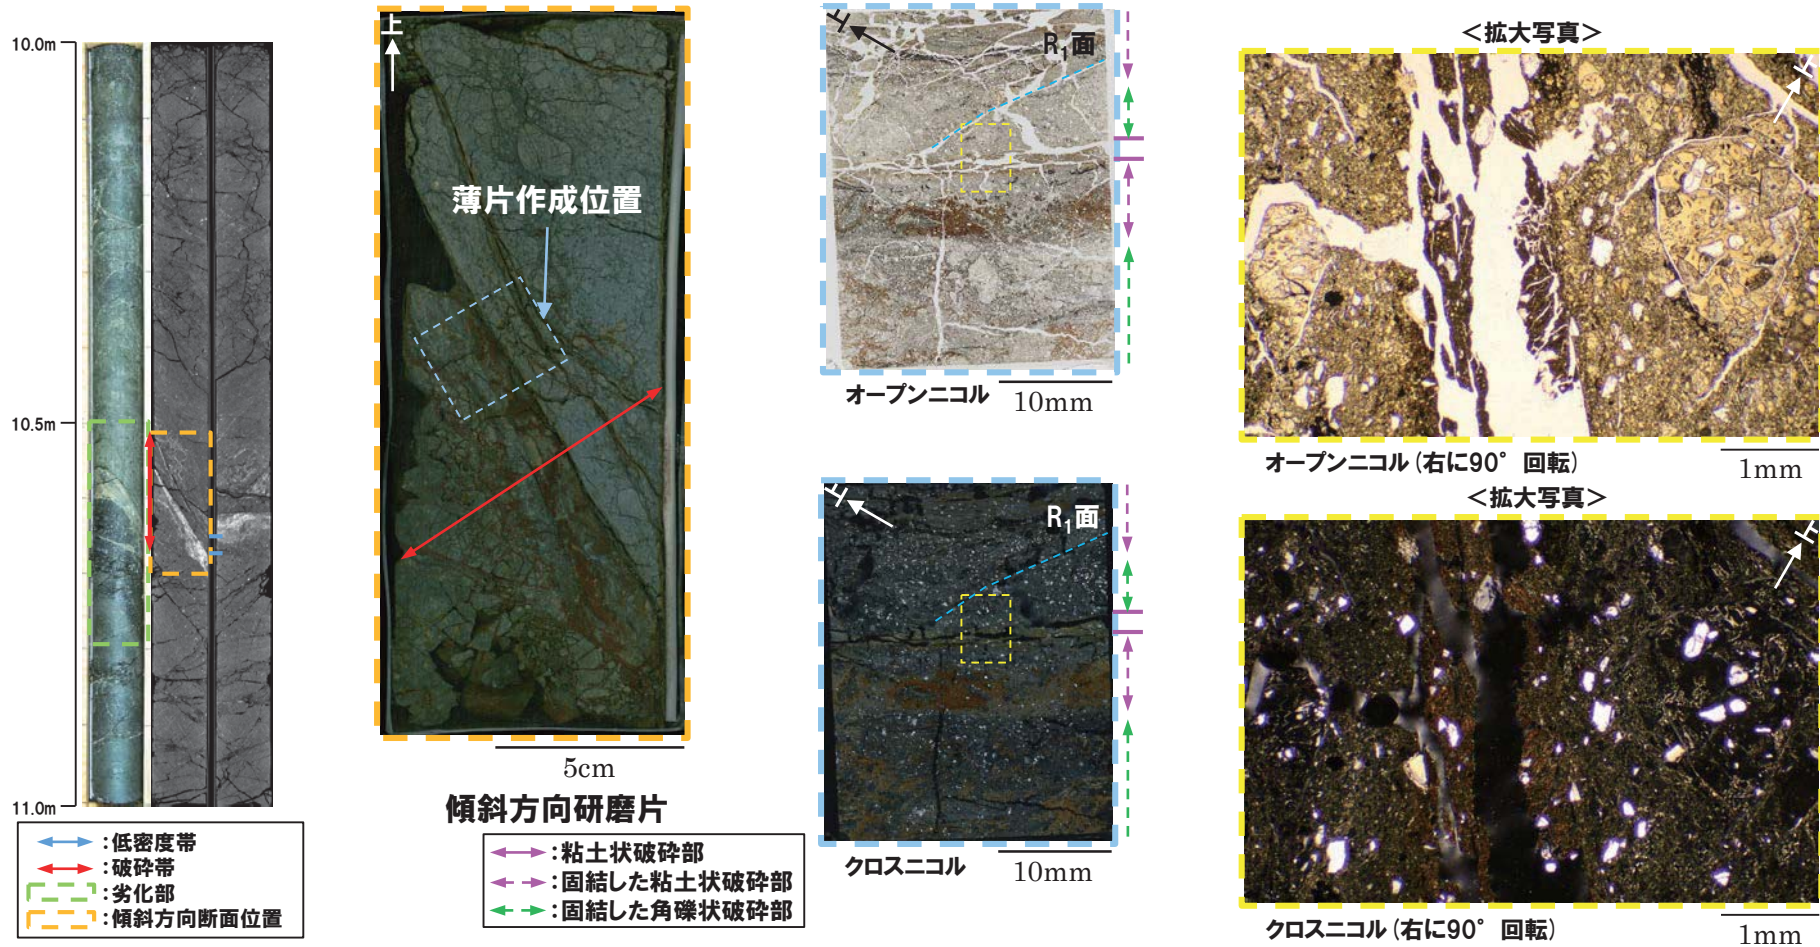 10.0m
10.5m
11.0m
:低密度帯
:破砕帯
:劣化部
:傾斜方向断面位置
上
薄片作成位置
5cm
傾斜方向研磨片
:粘土状破砕部
:固結した粘土状破砕部
:固結した角礫状破砕部
上
R₁面
オープンニコル
10mm
上
R₁面
クロスニコル
10mm
<拡大写真>
上
オープンニコル (右に90° 回転)
1mm
<拡大写真>
上
クロスニコル (右に90° 回転)
1mm